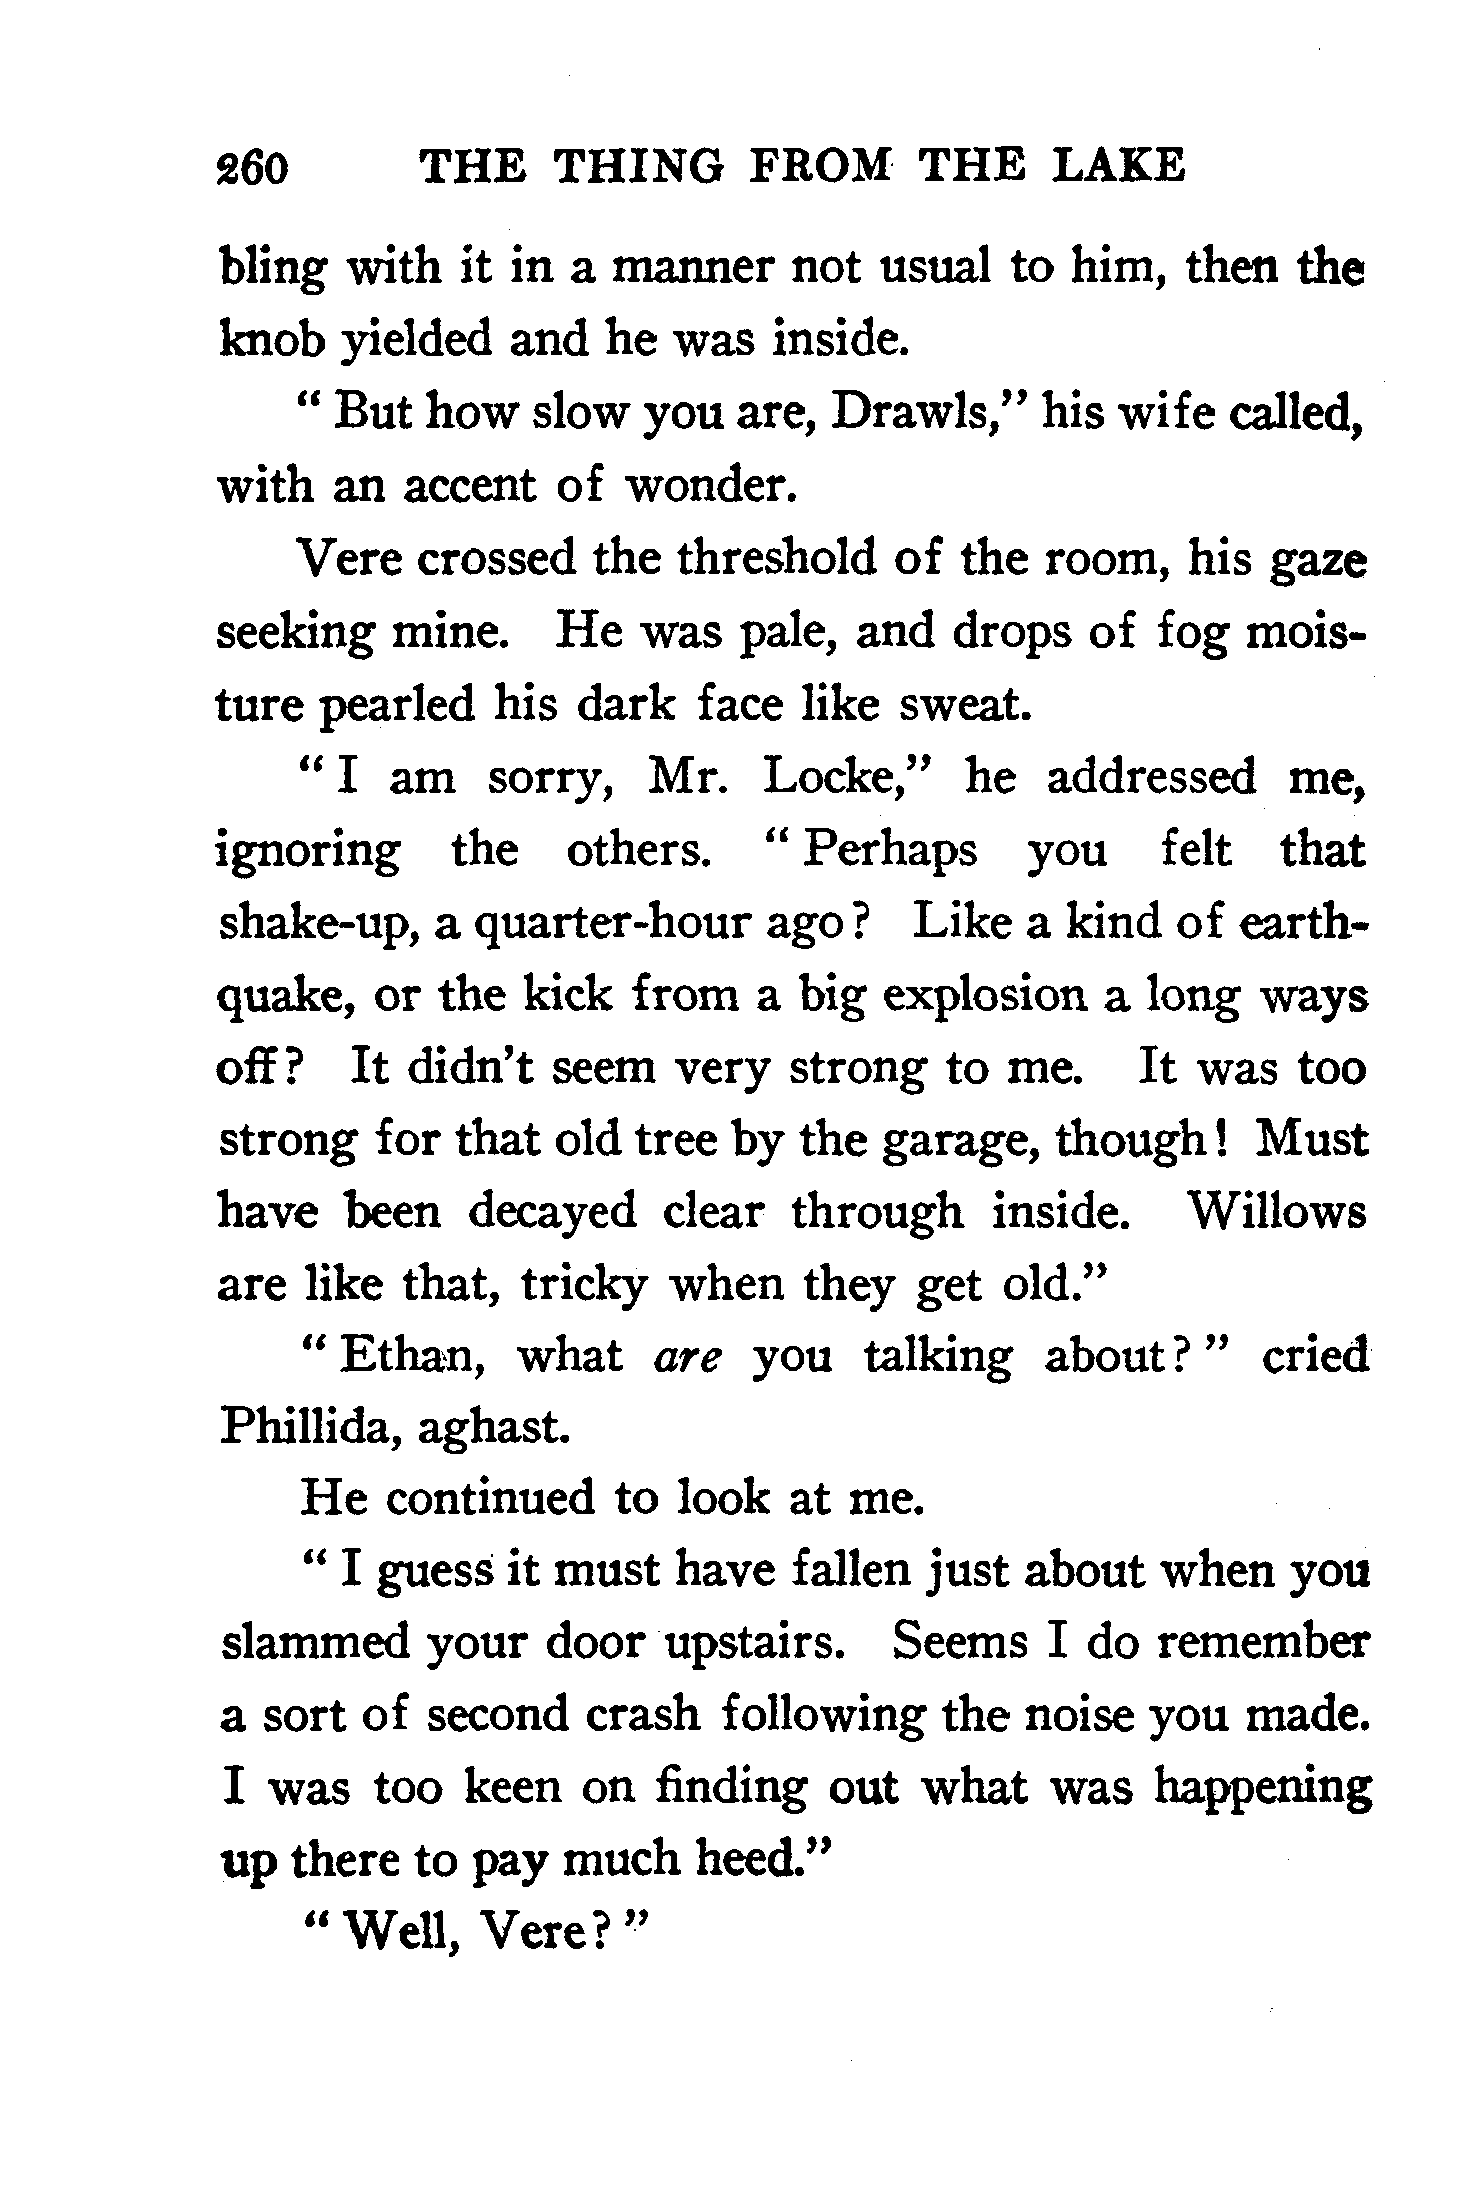 260 THE THING FROM THE LAKE
bling with it in a manner not usual to him, then the
knob yielded and he was inside.
" But how slow you are, Drawls," his wife called,
with an accent of wonder.
Vere crossed the threshold of the room, his gaze
seeking mine. He was pale, and drops of fog mois-
ture pearled his dark face like sweat.
" I am sorry, Mr. Locke," he addressed me,
ignoring the others. " Perhaps you felt that
shake-up, a quarter-hour ago? Like a kind of earth-
quake, or the kick from a big explosion a long ways
off? It didn't seem very strong to me. It was too
strong for that old tree by the garage, though! Must
have been decayed clear through inside. Willows
are like that, tricky when they get old."
" Ethan, what are you talking about? " cried
Phillida, aghast.
He continued to look at me.
" I guess it must have fallen just about when you
slammed your door upstairs. Seems I do remember
a sort of second crash following the noise you made.
I was too keen on finding out what was happening
up there to pay much heed."
" Well, Vere? "